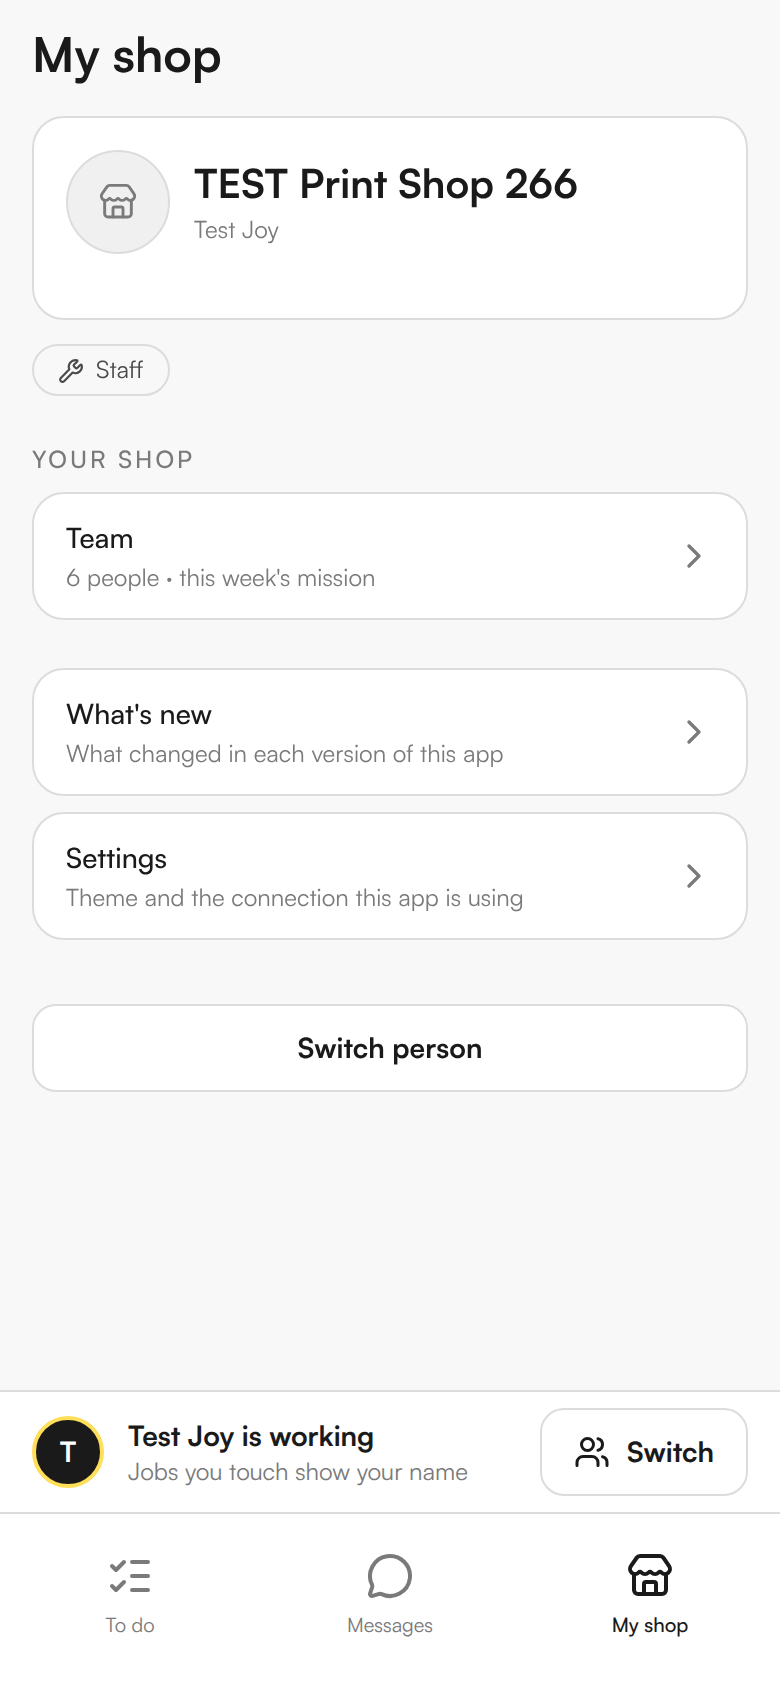 My shop
TEST Print Shop 266
Test Joy
Staff
YOUR SHOP
Team
6 people · this week's mission
What's new
What changed in each version of this app
Settings
Theme and the connection this app is using
Switch person
T
Test Joy is working
Jobs you touch show your name
Switch
To do
Messages
My shop